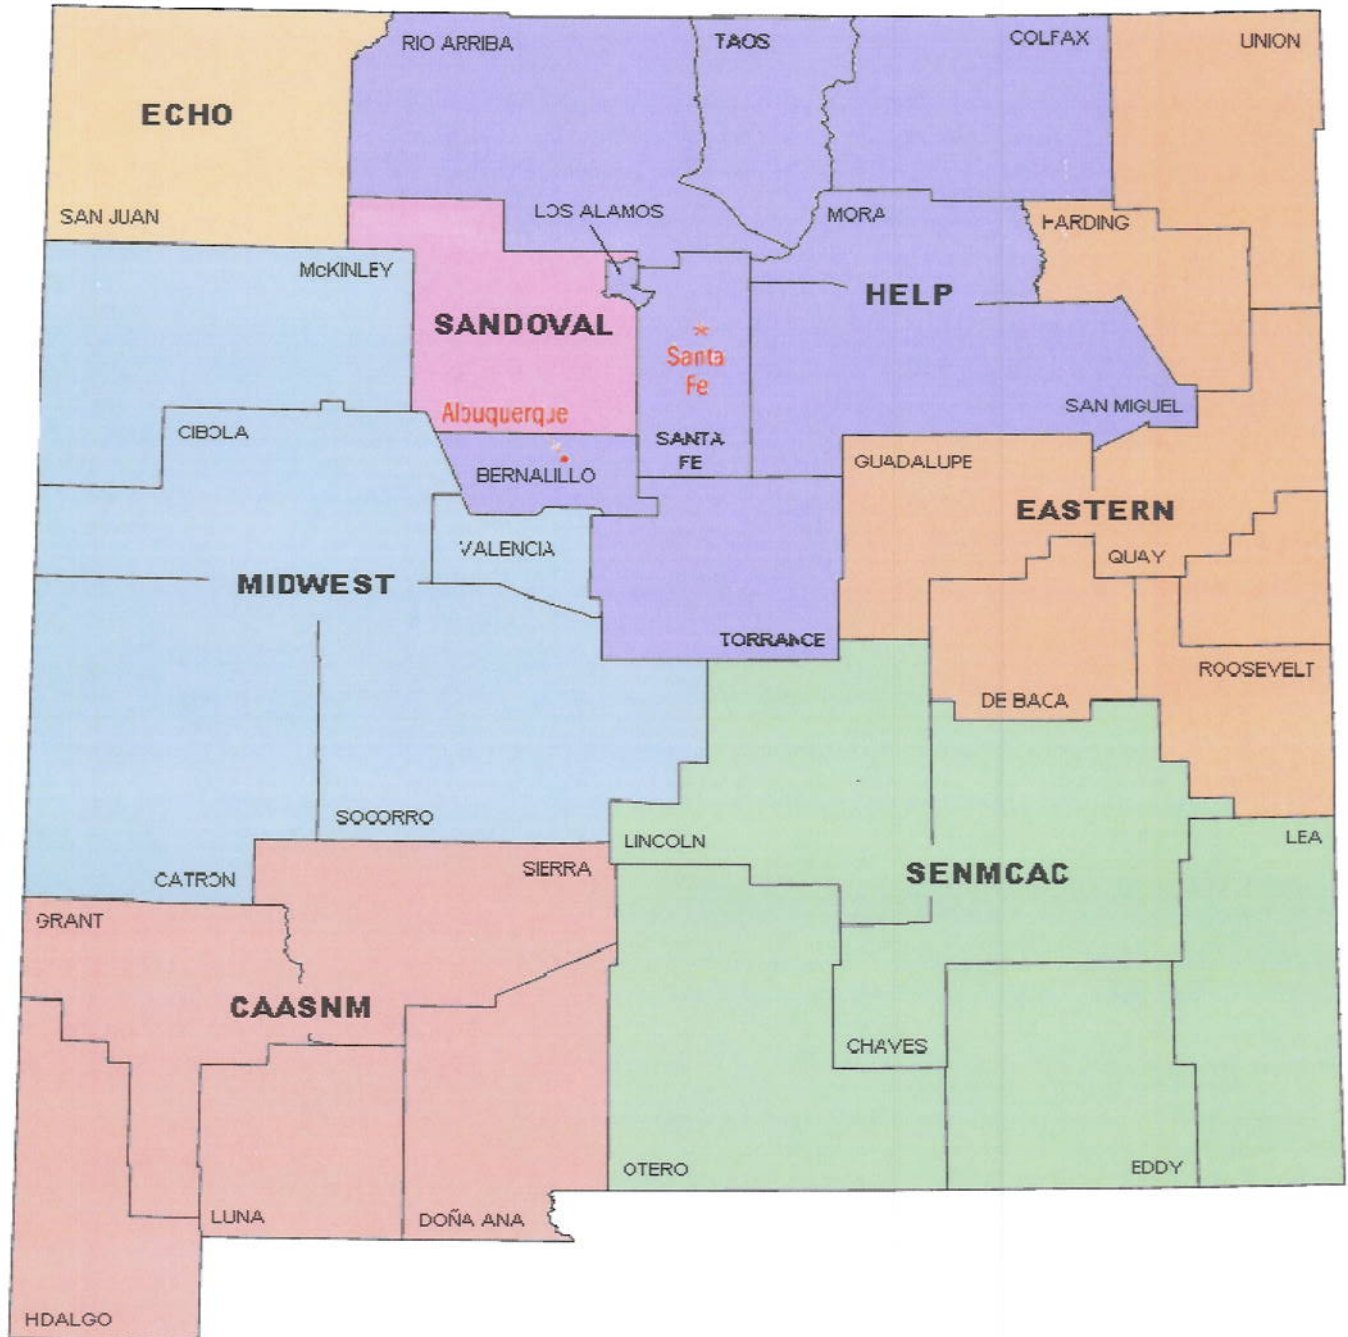 RIO ARRIBA
TAOS
COLFAX
UNION
ECHO
SAN JUAN
LOS ALAMOS
MORA
HARDING
McKINLEY
HELP
SANDOVAL
Santa
Fe
Albuquerque
SAN MIGUEL
CIBOLA
SANTA
FE
BERNALILLO
GUADALUPE
EASTERN
VALENCIA
QUAY
MIDWEST
TORRANCE
ROOSEVELT
DE BACA
SOCORRO
LINCOLN
LEA
SIERRA
SENMCAC
CATRON
GRANT
CAASNM
CHAVES
OTERO
EDDY
LUNA
DOÑA ANA
HDALGO